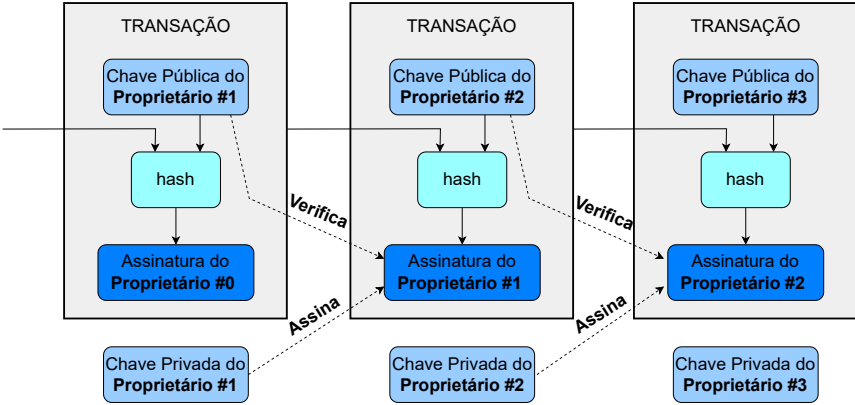 TRANSAÇÃO
Chave Pública do
Proprietário #1
hash
Assinatura do
Proprietário #0
Chave Privada do
Proprietário #1
Verifica
Assina
TRANSAÇÃO
Chave Pública do
Proprietário #2
hash
Assinatura do
Proprietário #1
Chave Privada do
Proprietário #2
Verifica
Assina
TRANSAÇÃO
Chave Pública do
Proprietário #3
hash
Assinatura do
Proprietário #2
Chave Privada do
Proprietário #3